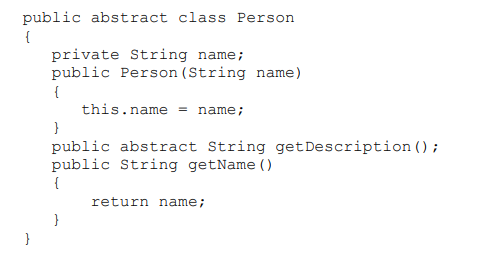 public abstract class Person
{
private String name;
public Person(String name)
{
this.name = name;
}
public abstract String getDescription();
public String getName()
{
return name;
}
}